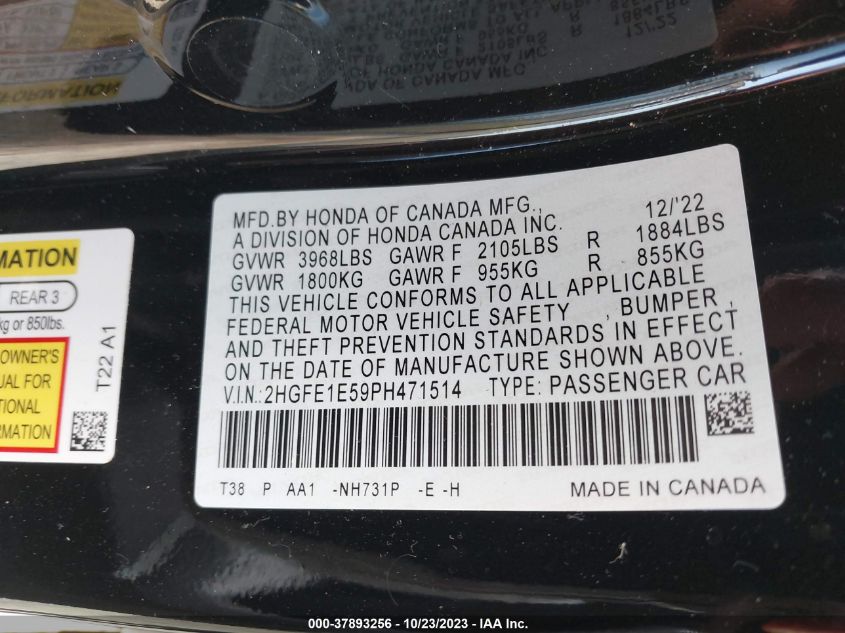 MFD.BY HONDA OF CANADA MFG., 12/'22
A DIVISION OF HONDA CANADA INC.
GVWR 3968LBS GAWR F 2105LBS R 1884LBS
GVWR 1800KG GAWR F 955KG R 855KG
THIS VEHICLE CONFORMS TO ALL APPLICABLE
FEDERAL MOTOR VEHICLE SAFETY , BUMPER ,
AND THEFT PREVENTION STANDARDS IN EFFECT
ON THE DATE OF MANUFACTURE SHOWN ABOVE.
V.I.N.: 2HGFE1E59PH471514 TYPE: PASSENGER CAR
T38 P AA1 -NH731P -E -H MADE IN CANADA
MATION
REAR 3
kg or 850lbs.
OWNER'S
UAL FOR
TIONAL
RMATION
T22 A1
000-37893256 - 10/23/2023 - IAA Inc.